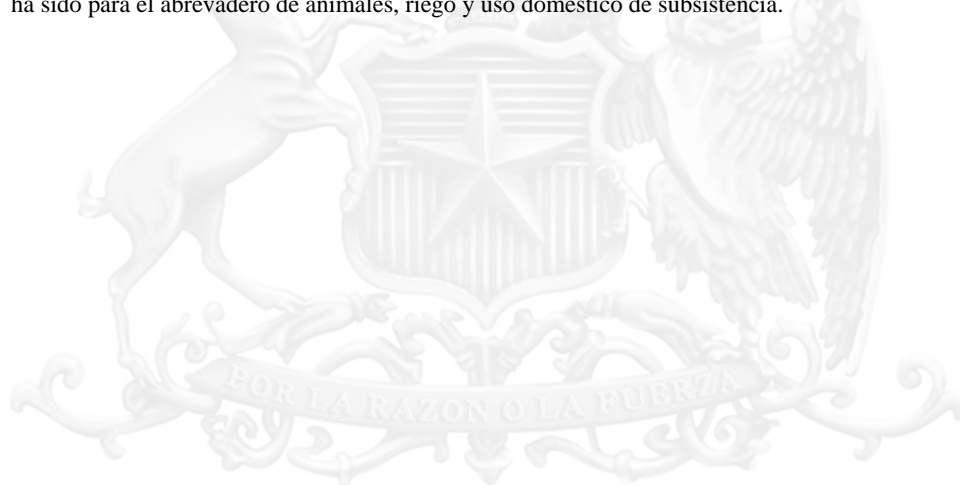 ha sido para el abrevadero de animales, riego y uso doméstico de subsistencia.
POR LA RAZON O LA FUERZA